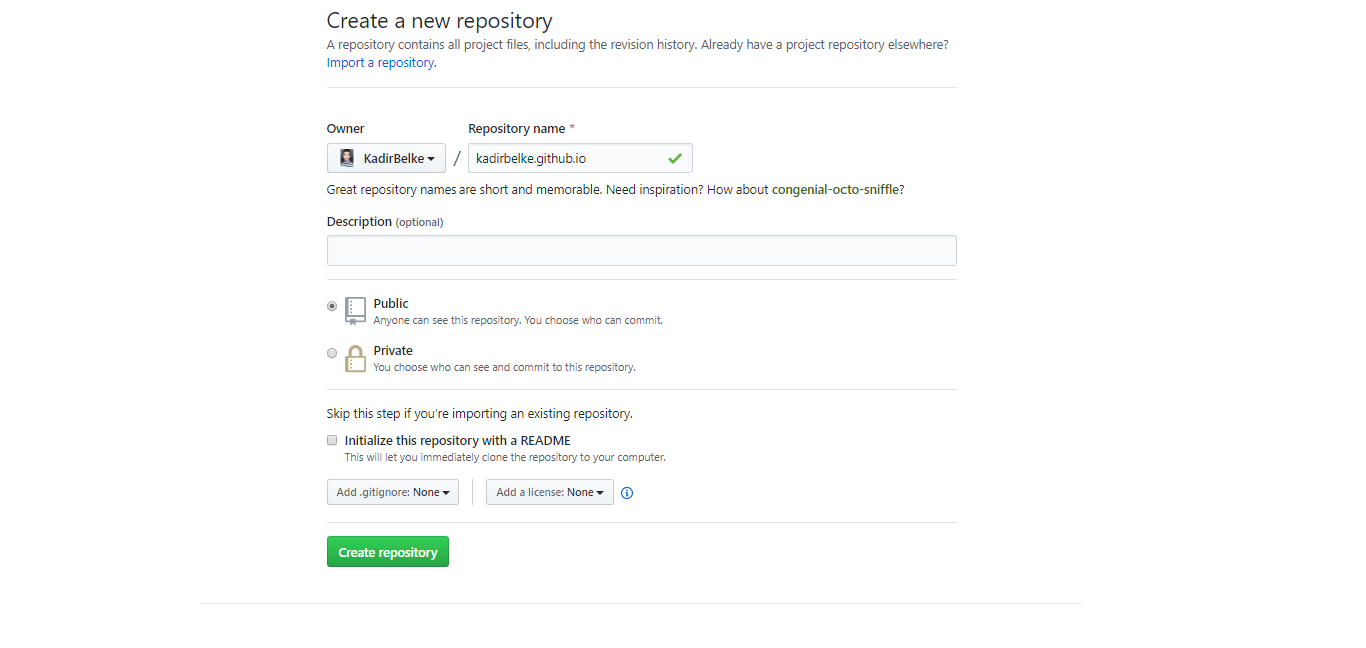 Create a new repository
A repository contains all project files, including the revision history. Already have a project repository elsewhere?
Import a repository.
Owner Repository name *
KadirBelke / kadirbelke.github.io
Great repository names are short and memorable. Need inspiration? How about congenial-octo-sniffle?
Description (optional)
Public
Anyone can see this repository. You choose who can commit.
Private
You choose who can see and commit to this repository.
Skip this step if you're importing an existing repository.
Initialize this repository with a README
This will let you immediately clone the repository to your computer.
Add .gitignore: None Add a license: None
Create repository